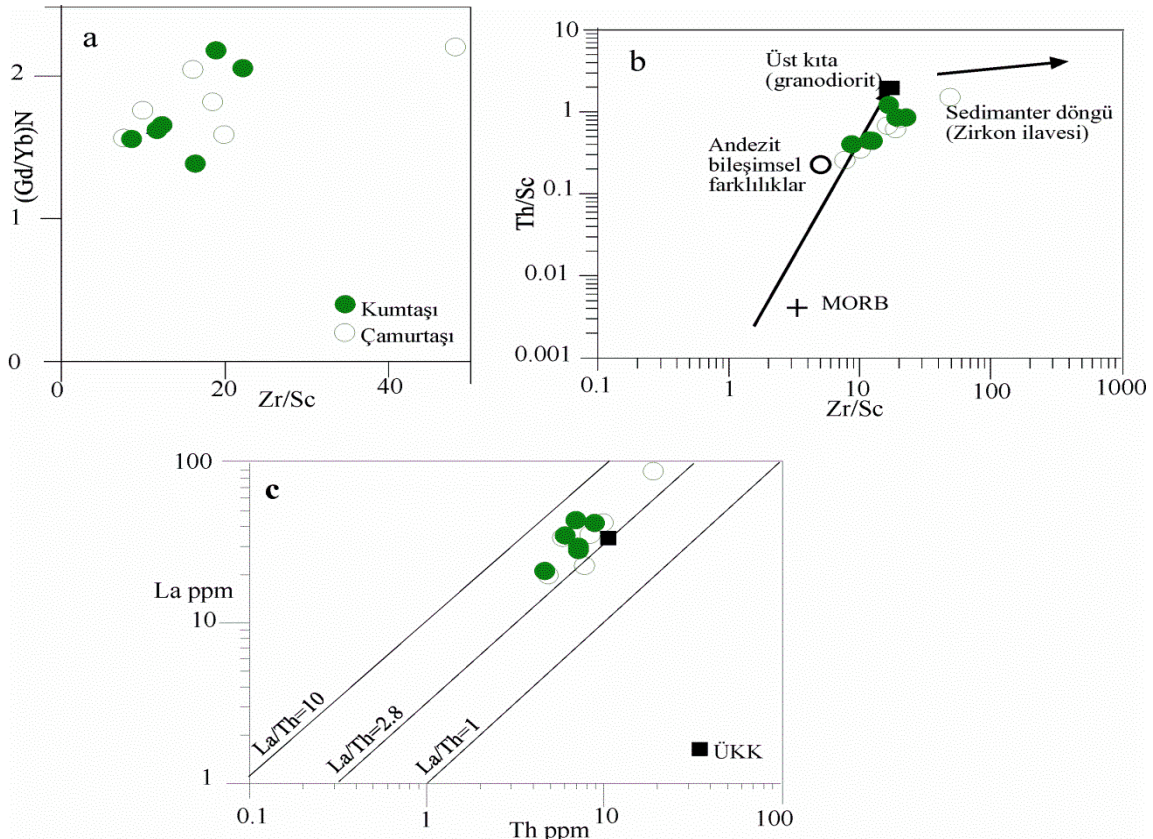 a
(Gd/Yb)N
2
1
0
0
20
40
Zr/Sc
Kumtaşı
Çamurtaşı
b
Th/Sc
10
1
0.1
0.01
0.001
0.1
1
10
100
1000
Zr/Sc
Üst kıta
(granodiorit)
Sedimanter döngü
(Zirkon ilavesi)
Andezit
bileşimsel
farklılıklar
MORB
c
La ppm
100
10
1
0.1
1
10
100
Th ppm
La/Th=10
La/Th=2.8
La/Th=1
ÜKK